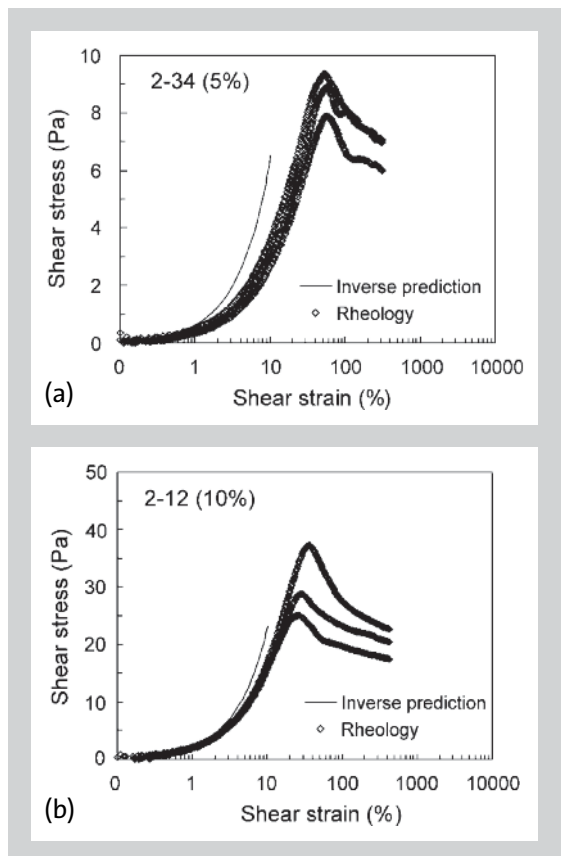 10
8
6
4
2
0
Shear stress (Pa)
2-34 (5%)
Inverse prediction
Rheology
0 1 10 100 1000 10000
Shear strain (%)
(a)
50
40
30
20
10
0
Shear stress (Pa)
2-12 (10%)
Inverse prediction
Rheology
0 1 10 100 1000 10000
Shear strain (%)
(b)